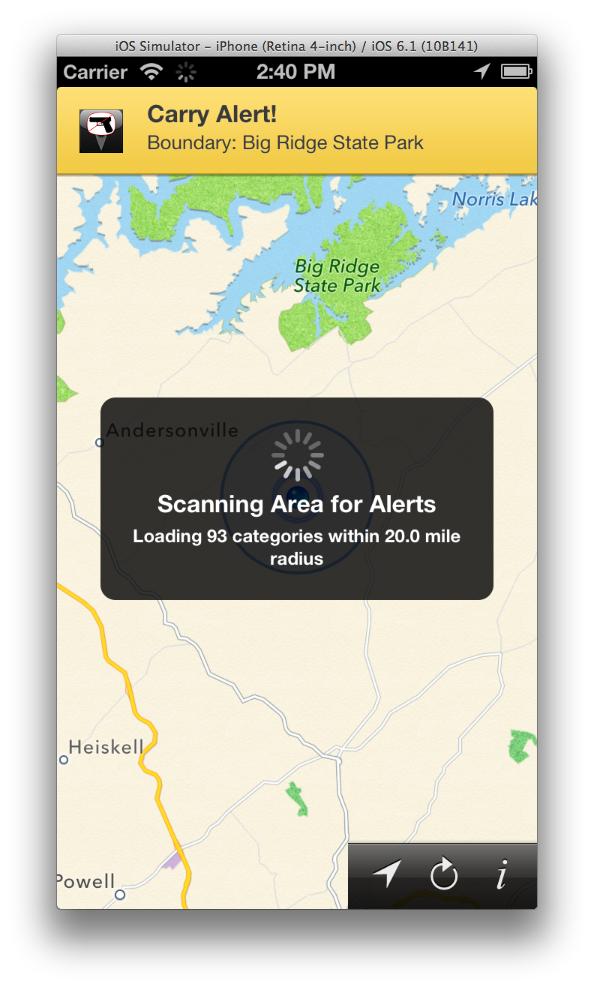 iOS Simulator – iPhone (Retina 4-inch) / iOS 6.1 (10B141)
Carrier 2:40 PM
Carry Alert!
Boundary: Big Ridge State Park
Norris Lak
Big Ridge
State Park
Andersonville
Scanning Area for Alerts
Loading 93 categories within 20.0 mile
radius
Heiskell
Powell
i